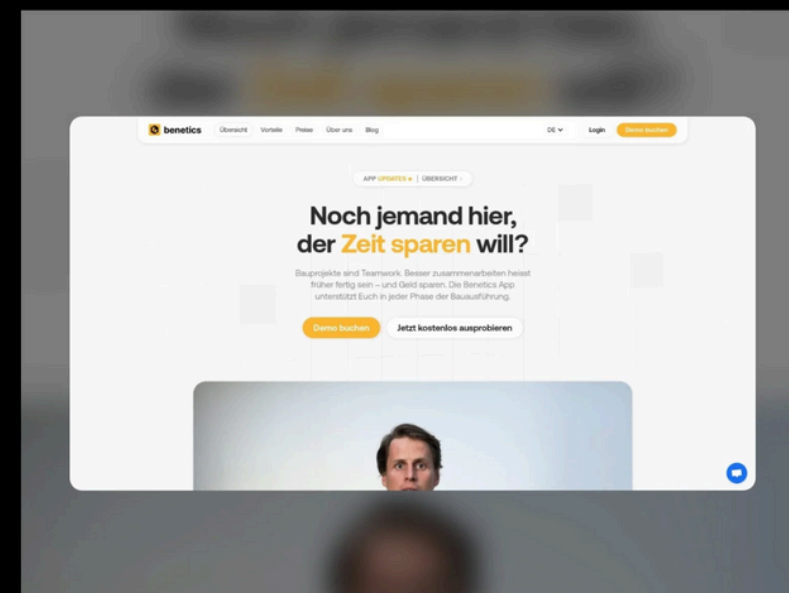 benetics
Übersicht Vorteile Preise Über uns Blog
DE
Login
Demo buchen
APP UPDATES | ÜBERSICHT
Noch jemand hier,
der Zeit sparen will?
Bauprojekte sind Teamwork. Besser zusammenarbeiten heisst
früher fertig sein – und Geld sparen. Die Benetics App
unterstützt Euch in jeder Phase der Bauausführung.
Demo buchen
Jetzt kostenlos ausprobieren